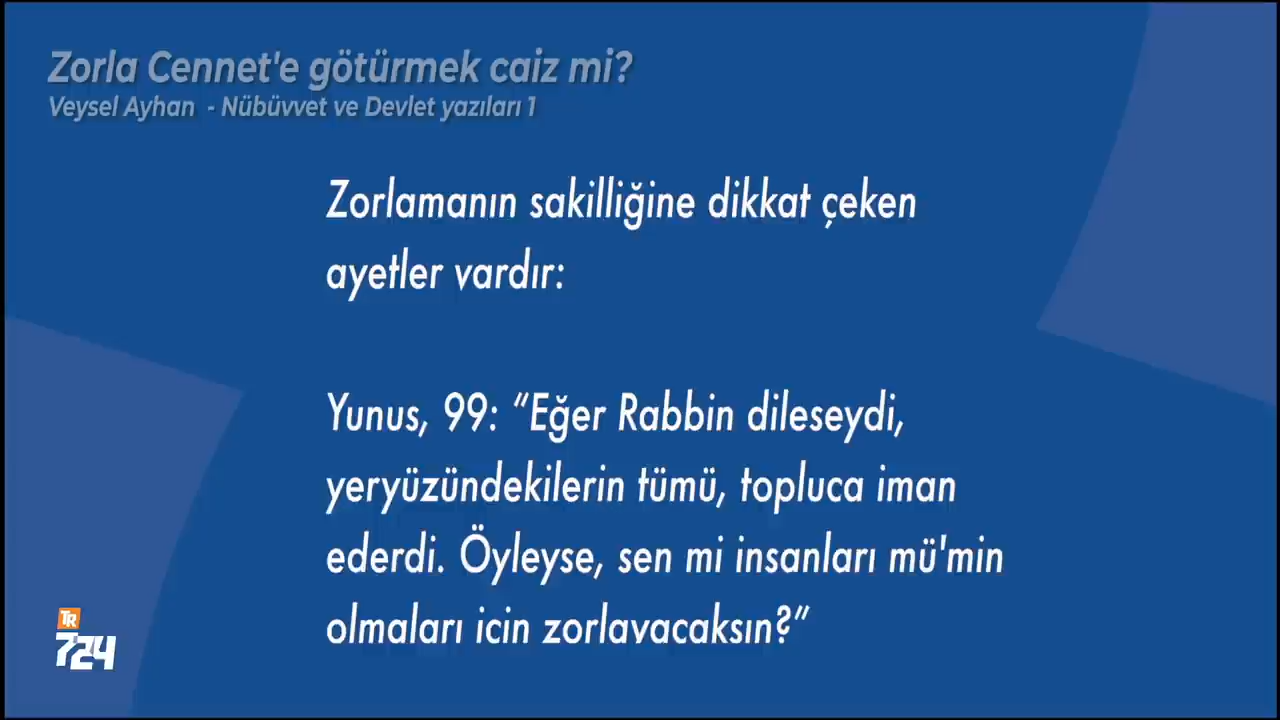 Zorla Cennet'e götürmek caiz mi?
Veysel Ayhan - Nübüvvet ve Devlet yazıları 1
Zorlamanın sakilliğine dikkat çeken
ayetler vardır:
Yunus, 99: “Eğer Rabbin dileseydi,
yeryüzündekilerin tümü, topluca iman
ederdi. Öyleyse, sen mi insanları mü'min
olmaları için zorlayacaksın?”
TR
724